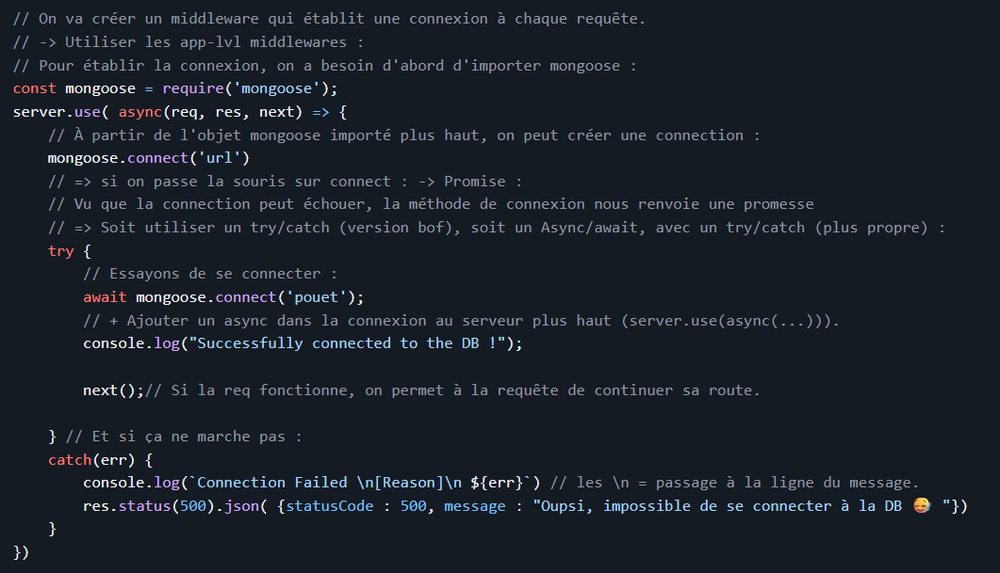 // On va créer un middleware qui établit une connexion à chaque requête.
// -> Utiliser les app-lvl middlewares :
// Pour établir la connexion, on a besoin d'abord d'importer mongoose :
const mongoose = require('mongoose');
server.use( async(req, res, next) => {
    // À partir de l'objet mongoose importé plus haut, on peut créer une connection :
    mongoose.connect('url')
    // => si on passe la souris sur connect : -> Promise :
    // Vu que la connection peut échouer, la méthode de connexion nous renvoie une promesse
    // => Soit utiliser un try/catch (version bof), soit un Async/await, avec un try/catch (plus propre) :
    try {
        // Essayons de se connecter :
        await mongoose.connect('pouet');
        // + Ajouter un async dans la connexion au serveur plus haut (server.use(async(...))).
        console.log("Successfully connected to the DB !");
        next();// Si la req fonctionne, on permet à la requête de continuer sa route.
    } // Et si ça ne marche pas :
    catch(err) {
        console.log(`Connection Failed \n[Reason]\n ${err}`) // les \n = passage à la ligne du message.
        res.status(500).json( {statusCode : 500, message : "Oupsi, impossible de se connecter à la DB 🥳 "})
    }
})